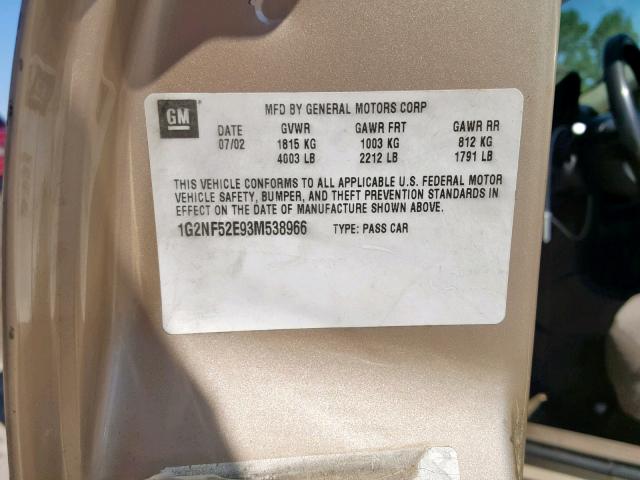 GM
MFD BY GENERAL MOTORS CORP
DATE GVWR GAWR FRT GAWR RR
07/02 1815 KG 1003 KG 812 KG
4003 LB 2212 LB 1791 LB
THIS VEHICLE CONFORMS TO ALL APPLICABLE U.S. FEDERAL MOTOR
VEHICLE SAFETY, BUMPER, AND THEFT PREVENTION STANDARDS IN
EFFECT ON THE DATE OF MANUFACTURE SHOWN ABOVE.
1G2NF52E93M538966 TYPE: PASS CAR